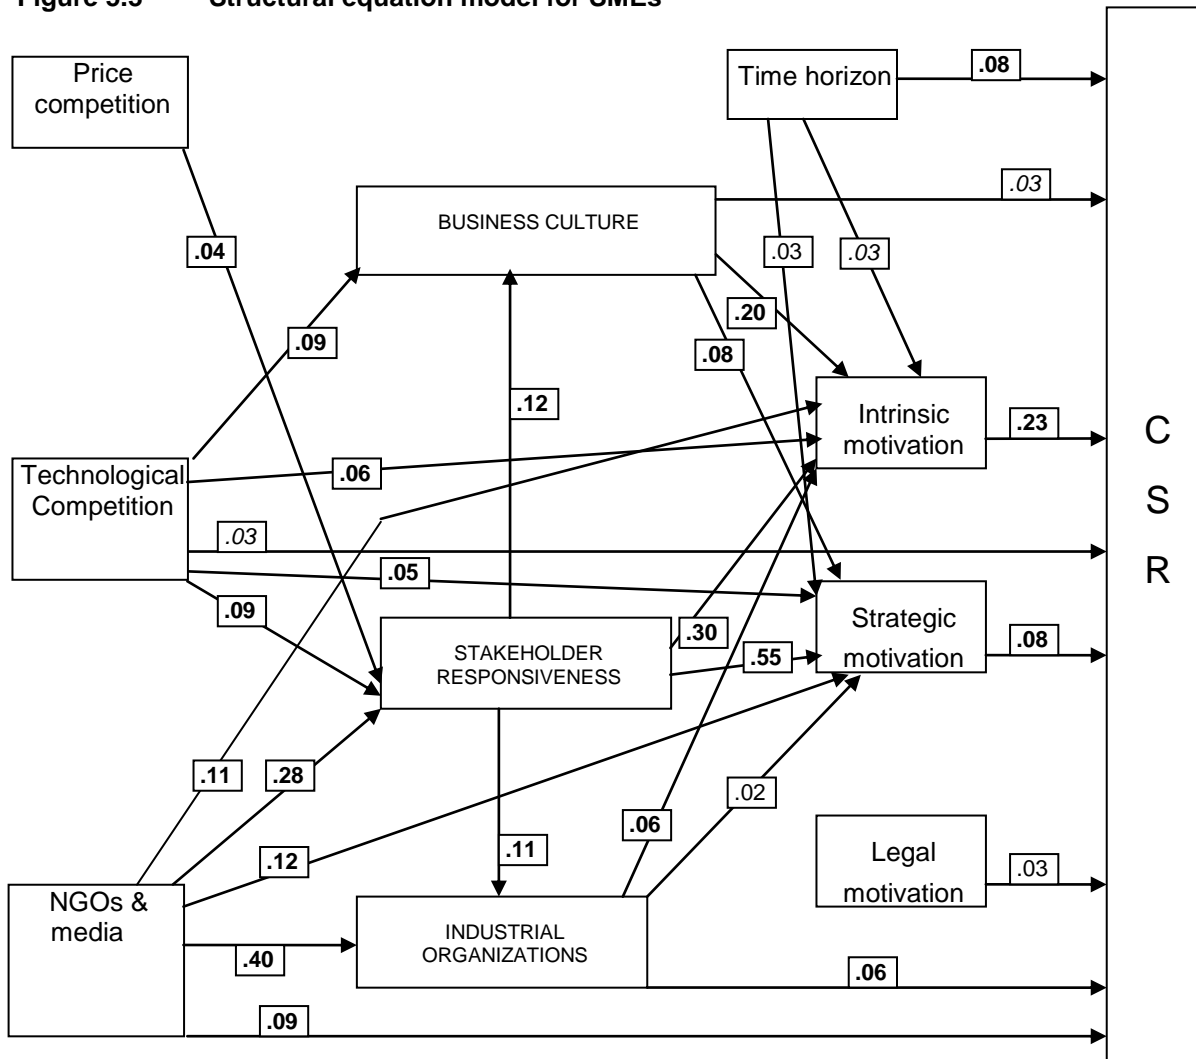 Figure 5.3 Structural equation model for SMEs
Price
competition
Time horizon
.08
.03
BUSINESS CULTURE
.04
.03
.03
.20
.09
.08
.12
Intrinsic
motivation
.23
C
S
R
Technological
Competition
.06
.03
.05
.09
STAKEHOLDER
RESPONSIVENESS
.30
.55
Strategic
motivation
.08
.11
.28
.02
.06
.12
.11
Legal
motivation
.03
NGOs &
media
.40
INDUSTRIAL
ORGANIZATIONS
.06
.09